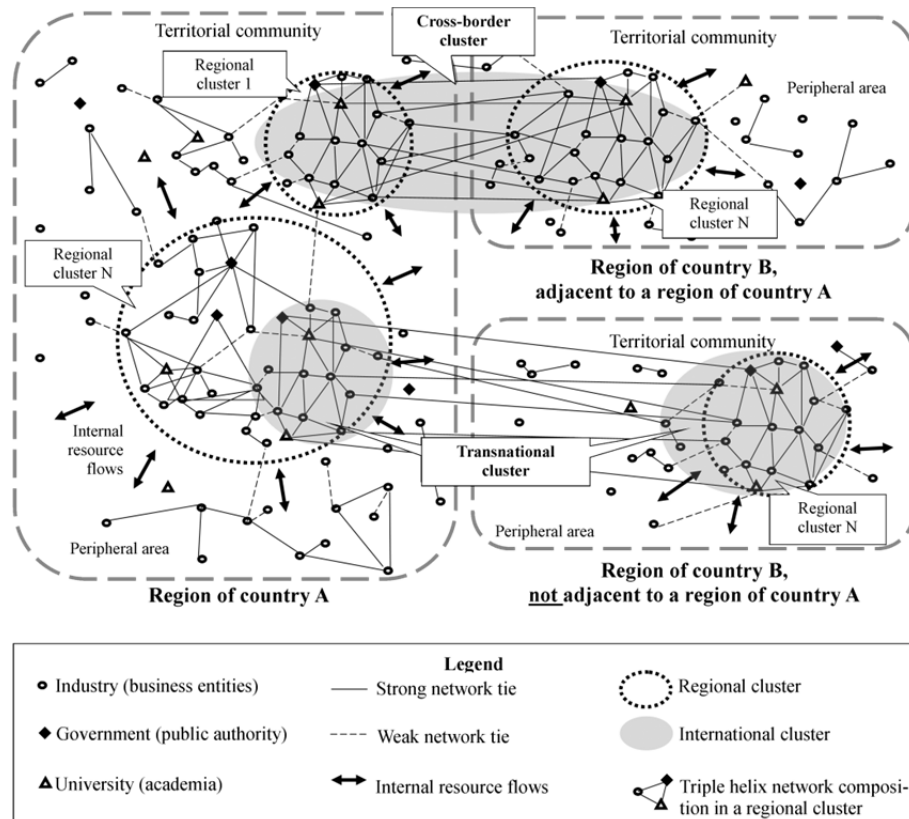 Territorial community
Cross-border
cluster
Territorial community
Regional
cluster 1
Peripheral area
Regional
cluster N
Regional
cluster N
Region of country B,
adjacent to a region of country A
Territorial community
Internal
resource
flows
Transnational
cluster
Regional
cluster N
Peripheral area
Peripheral area
Region of country A
Region of country B,
not adjacent to a region of country A
Legend
Industry (business entities)
Strong network tie
Regional cluster
Government (public authority)
Weak network tie
International cluster
University (academia)
Internal resource flows
Triple helix network composi-
tion in a regional cluster